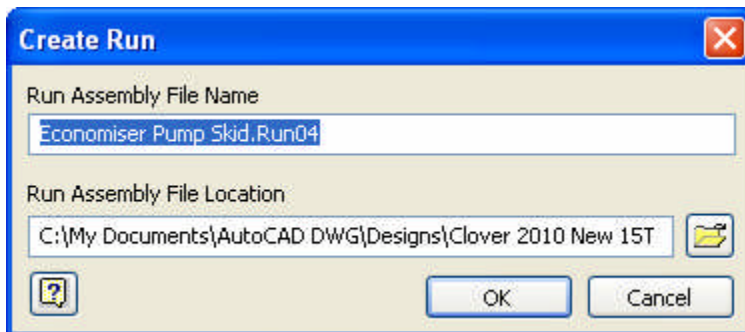 Create Run
Run Assembly File Name
Economiser Pump Skid.Run04
Run Assembly File Location
C:\My Documents\AutoCAD DWG\Designs\Clover 2010 New 15T
?
OK Cancel